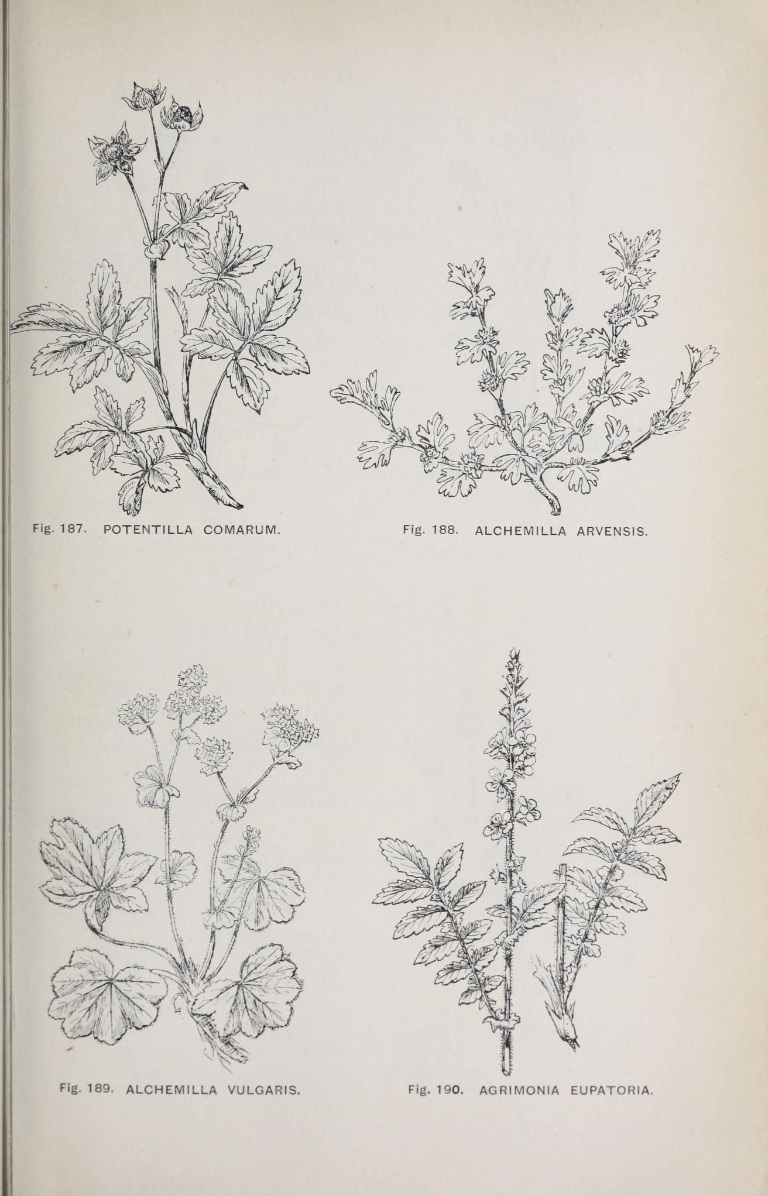 Fig. 187. POTENTILLA COMARUM.
Fig. 188. ALCHEMILLA ARVENSIS.
Fig. 189. ALCHEMILLA VULGARIS.
Fig. 190. AGRIMONIA EUPATORIA.